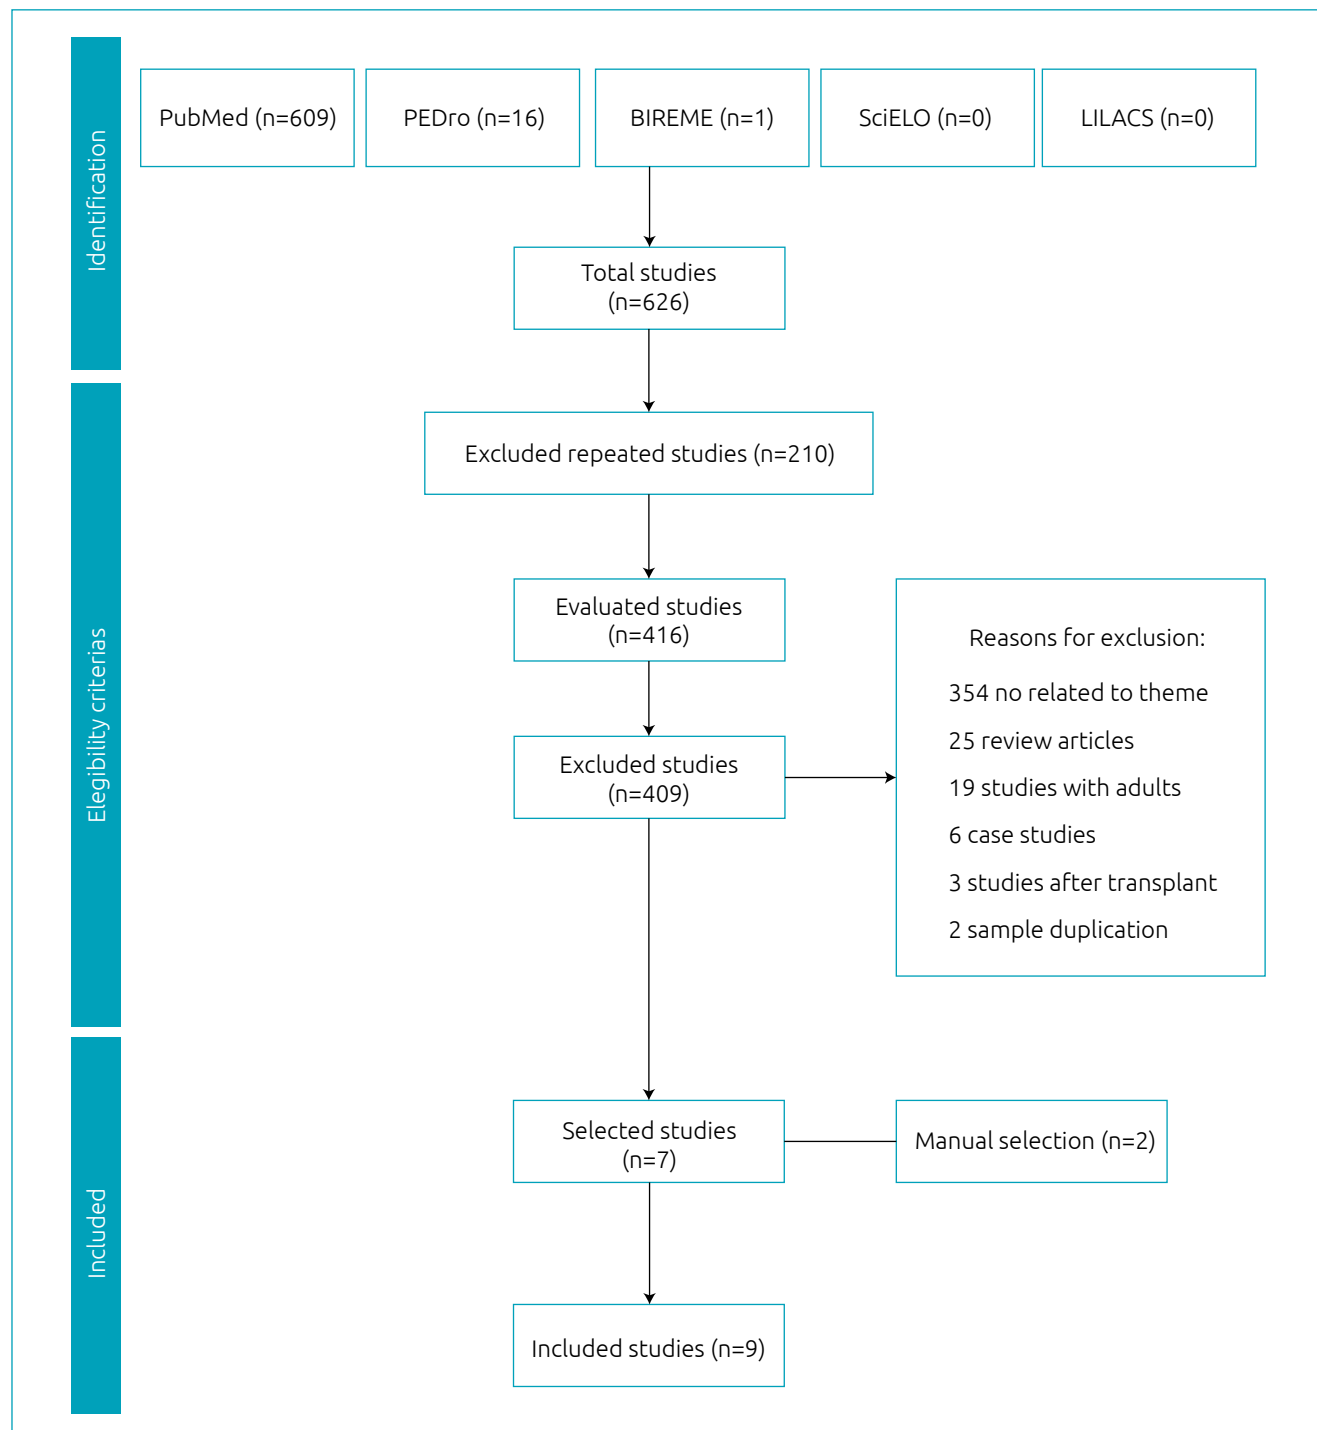 Identification
PubMed (n=609)
PEDro (n=16)
BIREME (n=1)
SciELO (n=0)
LILACS (n=0)
Total studies
(n=626)
Elegibility criterias
Excluded repeated studies (n=210)
Evaluated studies
(n=416)
Excluded studies
(n=409)
Reasons for exclusion:
354 no related to theme
25 review articles
19 studies with adults
6 case studies
3 studies after transplant
2 sample duplication
Included
Selected studies
(n=7)
Manual selection (n=2)
Included studies (n=9)